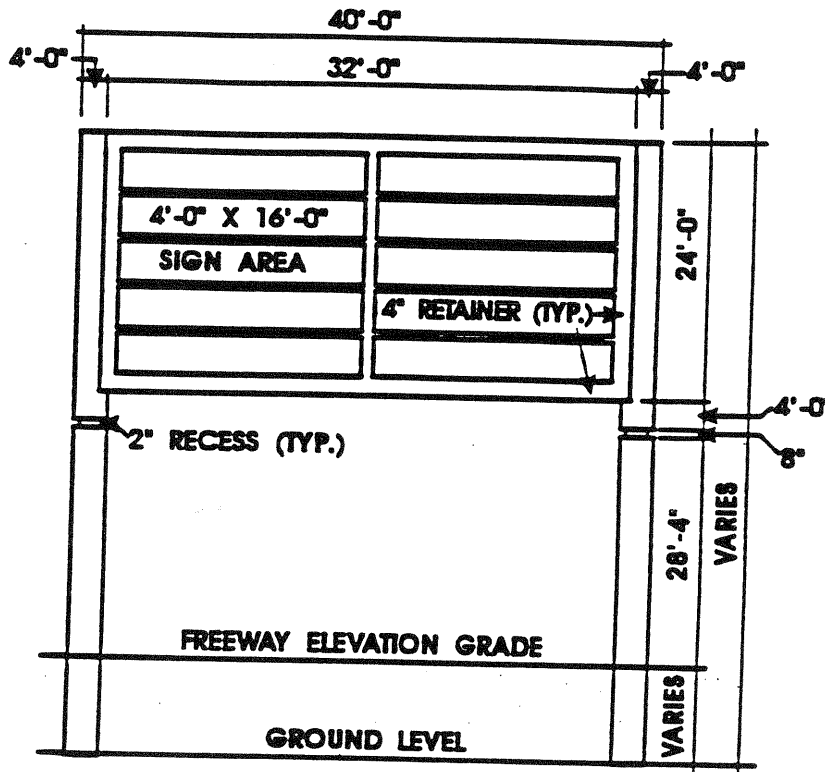 40'-0"
4'-0"
32'-0"
4'-0"
4'-0" X 16'-0"
SIGN AREA
24'-0"
4" RETAINER (TYP.)
4'-0"
2" RECESS (TYP.)
8"
28'-4"
VARIES
FREEWAY ELEVATION GRADE
VARIES
GROUND LEVEL